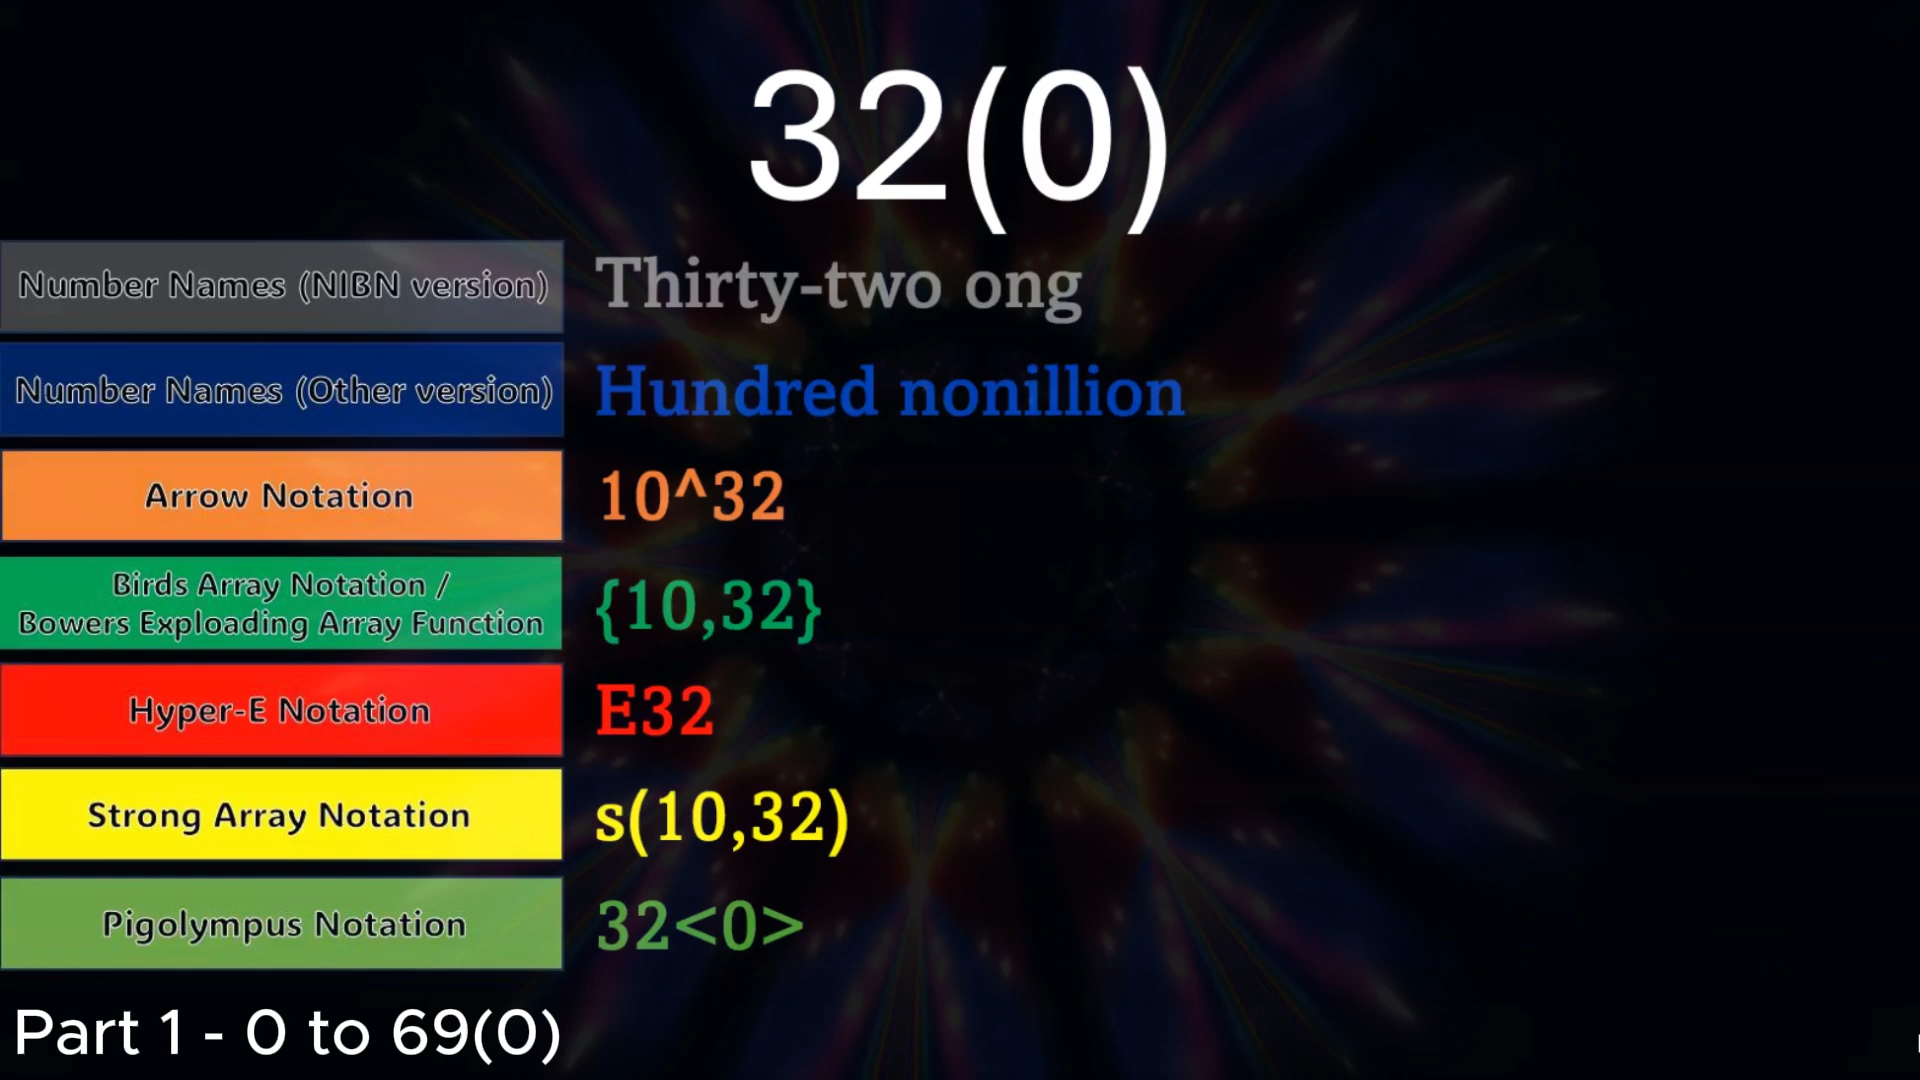 32(0)
Number Names (NIBN version)
Thirty-two ong
Number Names (Other version)
Hundred nonillion
Arrow Notation
10^32
Birds Array Notation /
Bowers Exploading Array Function
{10,32}
Hyper-E Notation
E32
Strong Array Notation
s(10,32)
Pigolympus Notation
32<0>
Part 1 - 0 to 69(0)